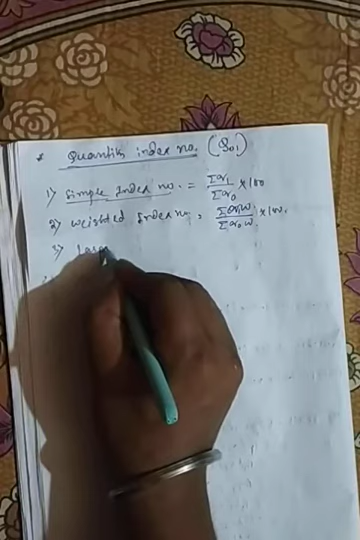 * Quantity index no. (Q01)
1) Simple index no. = Σq1 / Σq0 × 100
2) weighted index no. = Σq1w / Σq0w × 100.
3)